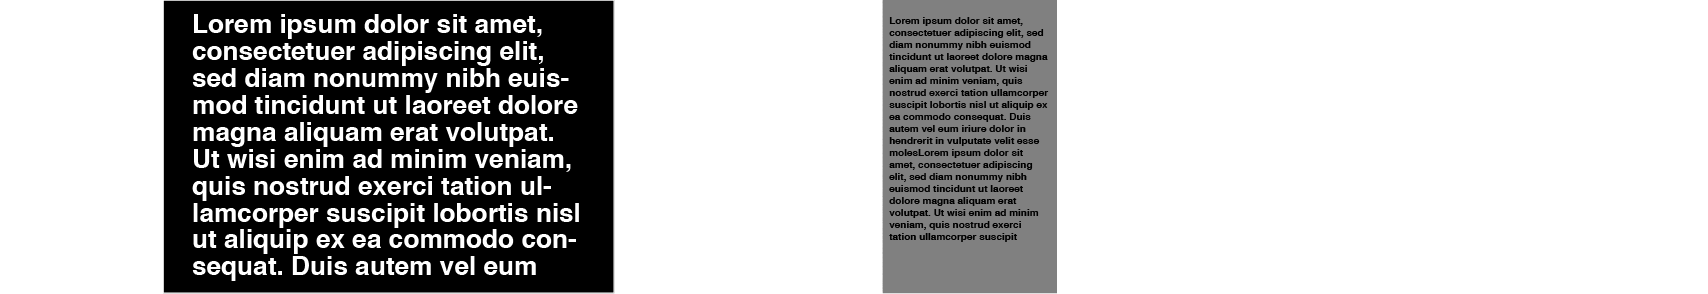 Lorem ipsum dolor sit amet,
consectetuer adipiscing elit,
sed diam nonummy nibh euis-
mod tincidunt ut laoreet dolore
magna aliquam erat volutpat.
Ut wisi enim ad minim veniam,
quis nostrud exerci tation ul-
lamcorper suscipit lobortis nisl
ut aliquip ex ea commodo con-
sequat. Duis autem vel eum
Lorem ipsum dolor sit amet,
consectetuer adipiscing elit, sed
diam nonummy nibh euismod
tincidunt ut laoreet dolore magna
aliquam erat volutpat. Ut wisi
enim ad minim veniam, quis
nostrud exerci tation ullamcorper
suscipit lobortis nisl ut aliquip ex
ea commodo consequat. Duis
autem vel eum iriure dolor in
hendrerit in vulputate velit esse
molesLorem ipsum dolor sit
amet, consectetuer adipiscing
elit, sed diam nonummy nibh
euismod tincidunt ut laoreet
dolore magna aliquam erat
volutpat. Ut wisi enim ad minim
veniam, quis nostrud exerci
tation ullamcorper suscipit